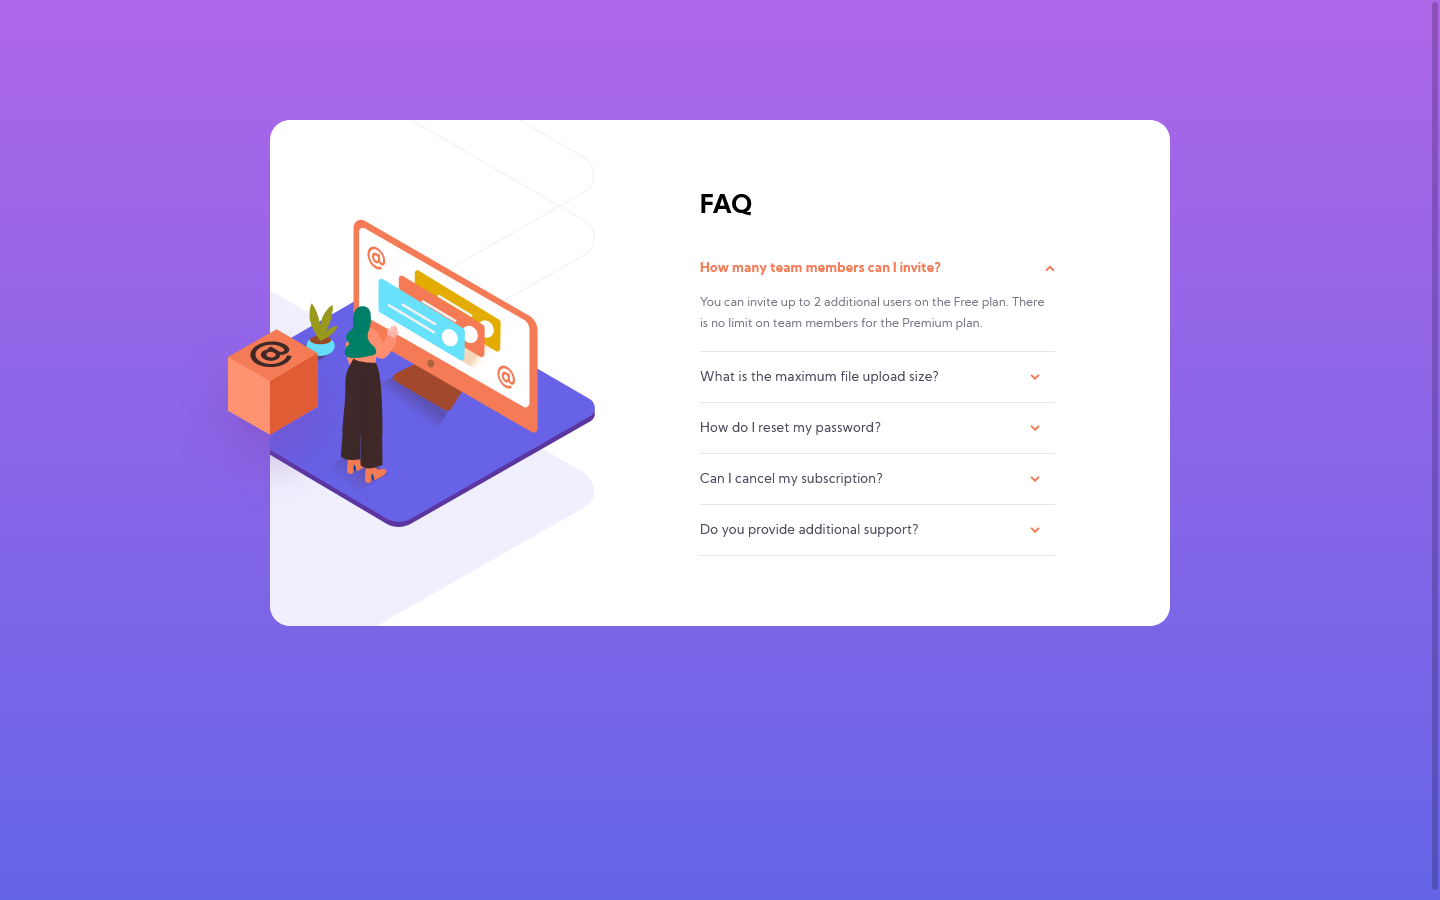 @
@
@
FAQ
How many team members can I invite?
You can invite up to 2 additional users on the Free plan. There
is no limit on team members for the Premium plan.
What is the maximum file upload size?
How do I reset my password?
Can I cancel my subscription?
Do you provide additional support?